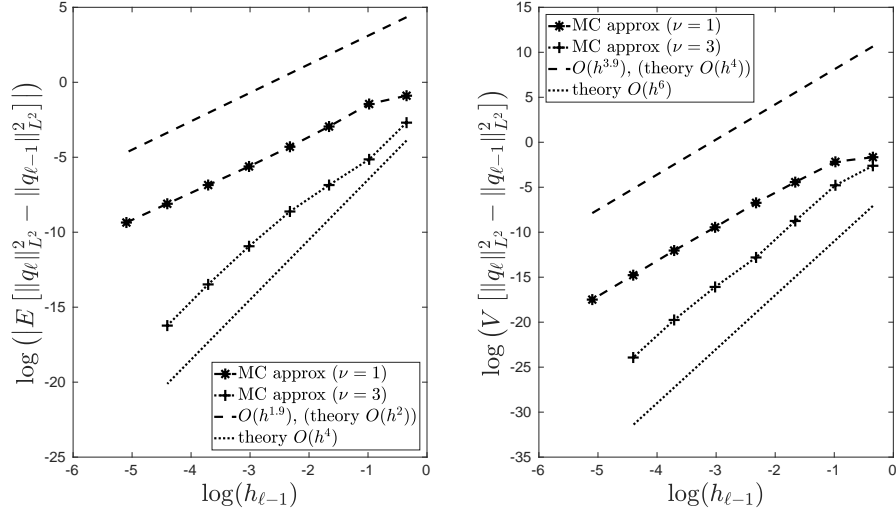 5
0
-5
-10
-15
-20
-25
-6
-5
-4
-3
-2
-1
0
log(h_{ℓ−1})
log (|E [‖q_ℓ‖²_{L²} − ‖q_{ℓ−1}‖²_{L²}]|)
MC approx (ν = 1)
MC approx (ν = 3)
O(h^{1.9}), (theory O(h²))
theory O(h⁴)
15
10
5
0
-5
-10
-15
-20
-25
-30
-35
-6
-5
-4
-3
-2
-1
0
log(h_{ℓ−1})
log (V [‖q_ℓ‖²_{L²} − ‖q_{ℓ−1}‖²_{L²}])
MC approx (ν = 1)
MC approx (ν = 3)
O(h^{3.9}), (theory O(h⁴))
theory O(h⁶)